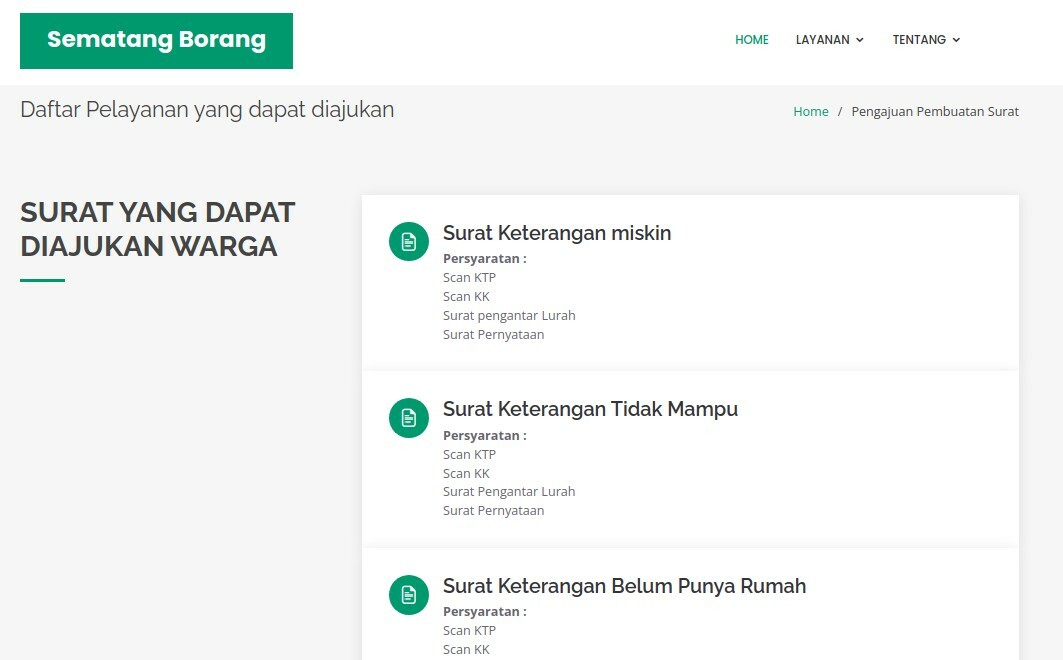 Sematang Borang
HOME LAYANAN TENTANG
Daftar Pelayanan yang dapat diajukan
Home / Pengajuan Pembuatan Surat
SURAT YANG DAPAT
DIAJUKAN WARGA
Surat Keterangan miskin
Persyaratan :
Scan KTP
Scan KK
Surat pengantar Lurah
Surat Pernyataan
Surat Keterangan Tidak Mampu
Persyaratan :
Scan KTP
Scan KK
Surat Pengantar Lurah
Surat Pernyataan
Surat Keterangan Belum Punya Rumah
Persyaratan :
Scan KTP
Scan KK